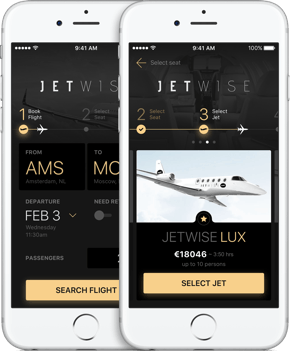 9:41 AM
JETWISE
1 Book Flight
2 Select Seat
FROM
AMS
Amsterdam, NL
TO
MO
DEPARTURE
FEB 3
Wednesday
11:30am
NEED RE
PASSENGERS
SEARCH FLIGHT
9:41 AM 100%
Select seat
JETWISE
2 Select Seat
3 Select Jet
4
JETWISE LUX
€18046 ~ 3.50 hrs
up to 10 persons
SELECT JET